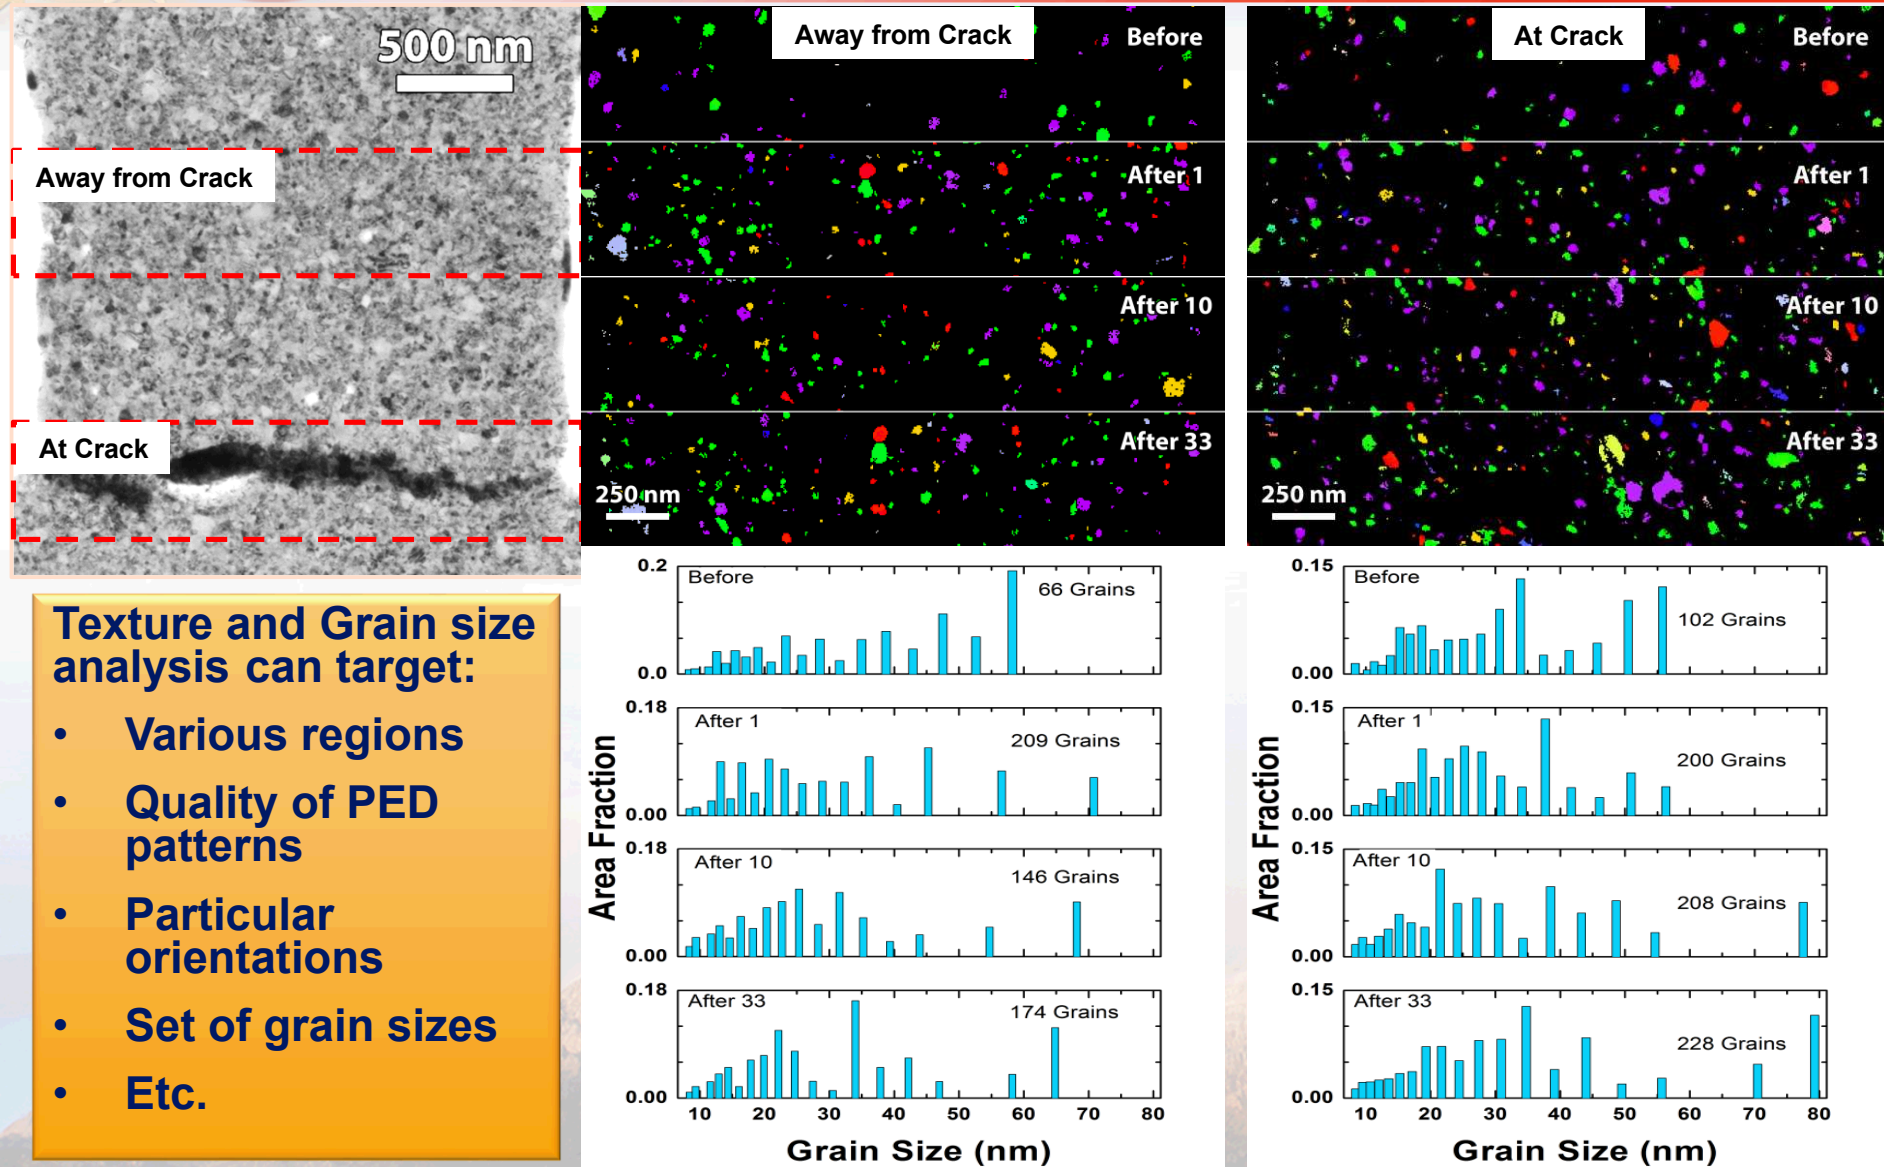 500 nm
Away from Crack
At Crack
Away from Crack
Before
After 1
After 10
After 33
250 nm
At Crack
Before
After 1
After 10
After 33
250 nm
Texture and Grain size
analysis can target:
• Various regions
• Quality of PED
patterns
• Particular
orientations
• Set of grain sizes
• Etc.
Area Fraction
0.2
0.0
Before
66 Grains
0.18
0.00
After 1
209 Grains
0.18
0.00
After 10
146 Grains
0.18
0.00
After 33
174 Grains
10 20 30 40 50 60 70 80
Grain Size (nm)
Area Fraction
0.15
0.00
Before
102 Grains
0.15
0.00
After 1
200 Grains
0.15
0.00
After 10
208 Grains
0.15
0.00
After 33
228 Grains
10 20 30 40 50 60 70 80
Grain Size (nm)